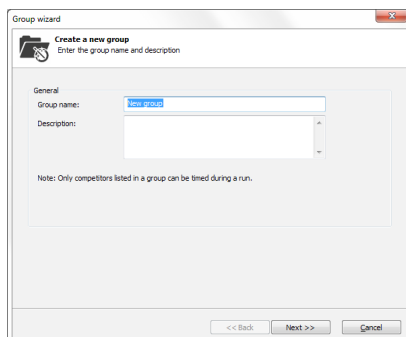 Group wizard
Create a new group
Enter the group name and description
General
Group name:
New group
Description:
Note: Only competitors listed in a group can be timed during a run.
<< Back
Next >>
Cancel